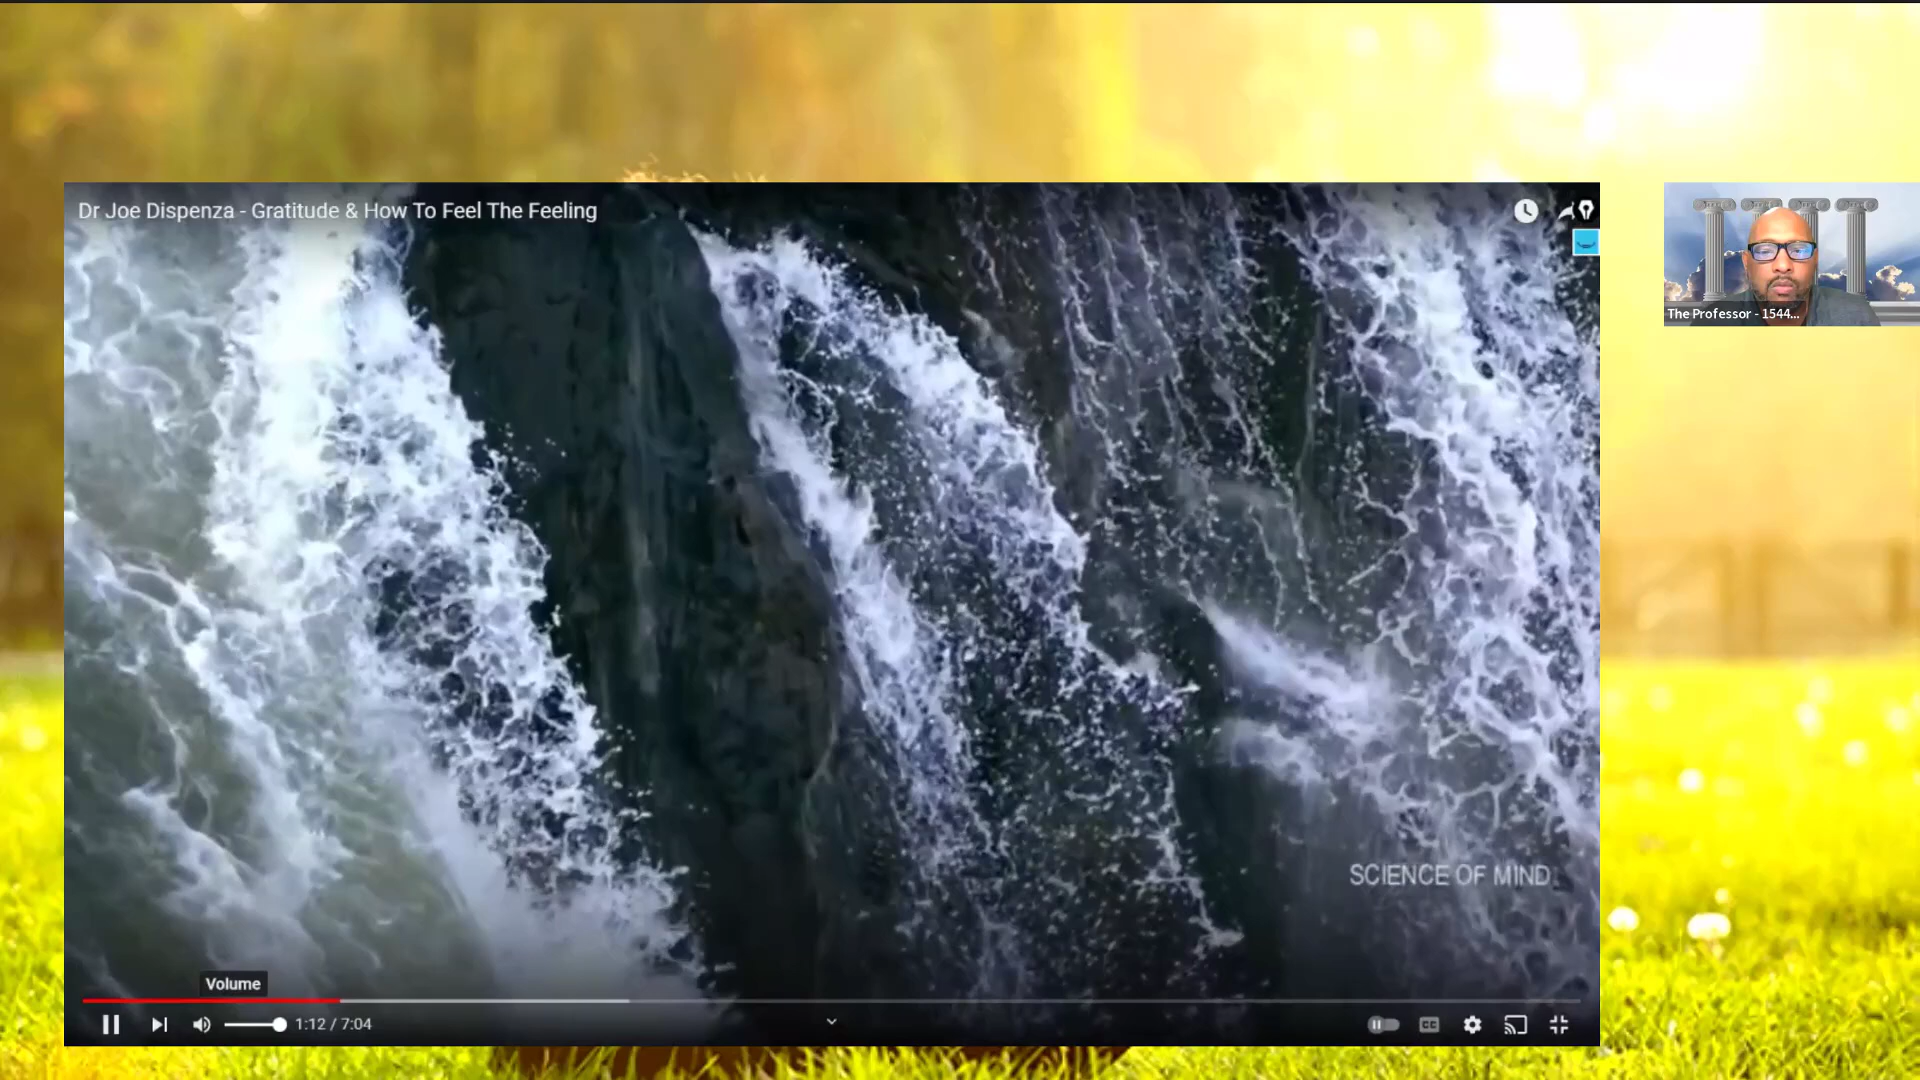 Dr Joe Dispenza - Gratitude & How To Feel The Feeling
The Professor - 1544...
SCIENCE OF MIND
Volume
1:12 / 7:04
CC